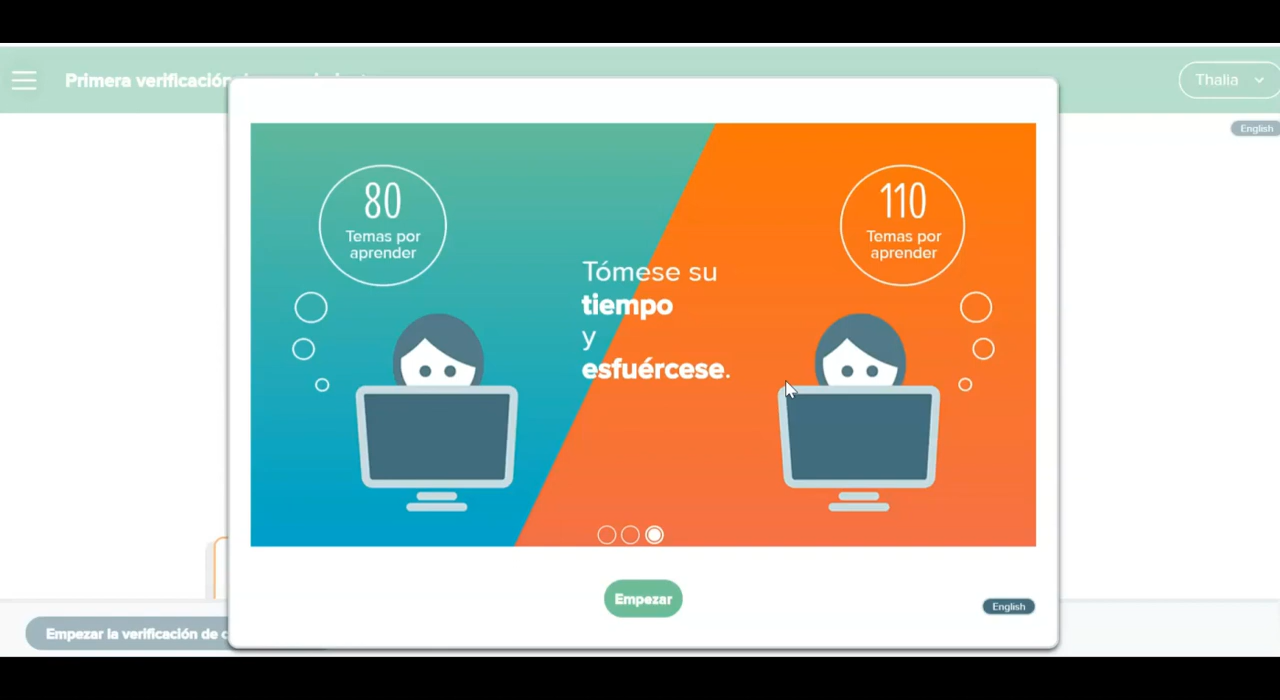 Primera verificación
Thalia
English
80
Temas por
aprender
110
Temas por
aprender
Tómese su
tiempo
y
esfuércese.
Empezar
English
Empezar la verificación de